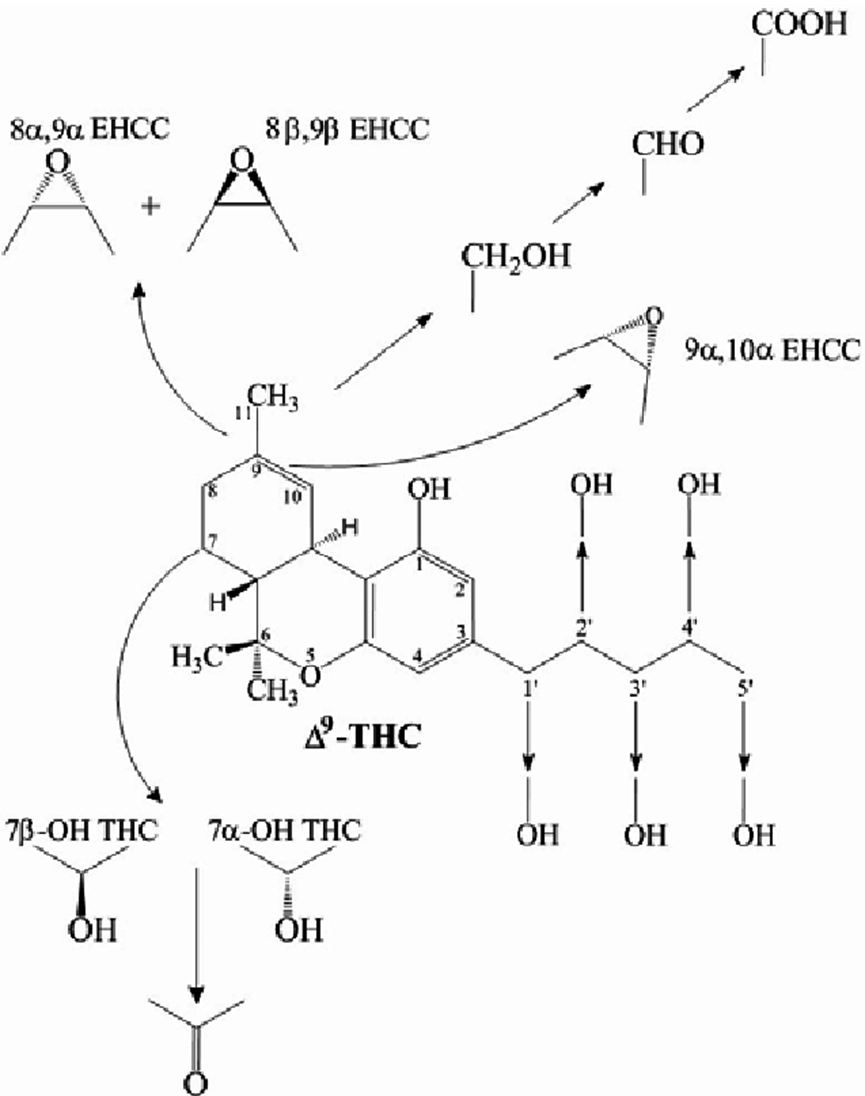 COOH
8α,9α EHCC
8β,9β EHCC
CHO
O
O
+
CH₂OH
O
9α,10α EHCC
11
CH₃
9
8
10
OH
OH
OH
7
H
1
2
H
6
5
4
3
2'
4'
H₃C
O
CH₃
1'
3'
5'
Δ⁹-THC
7β-OH THC
7α-OH THC
OH
OH
OH
OH
OH
O